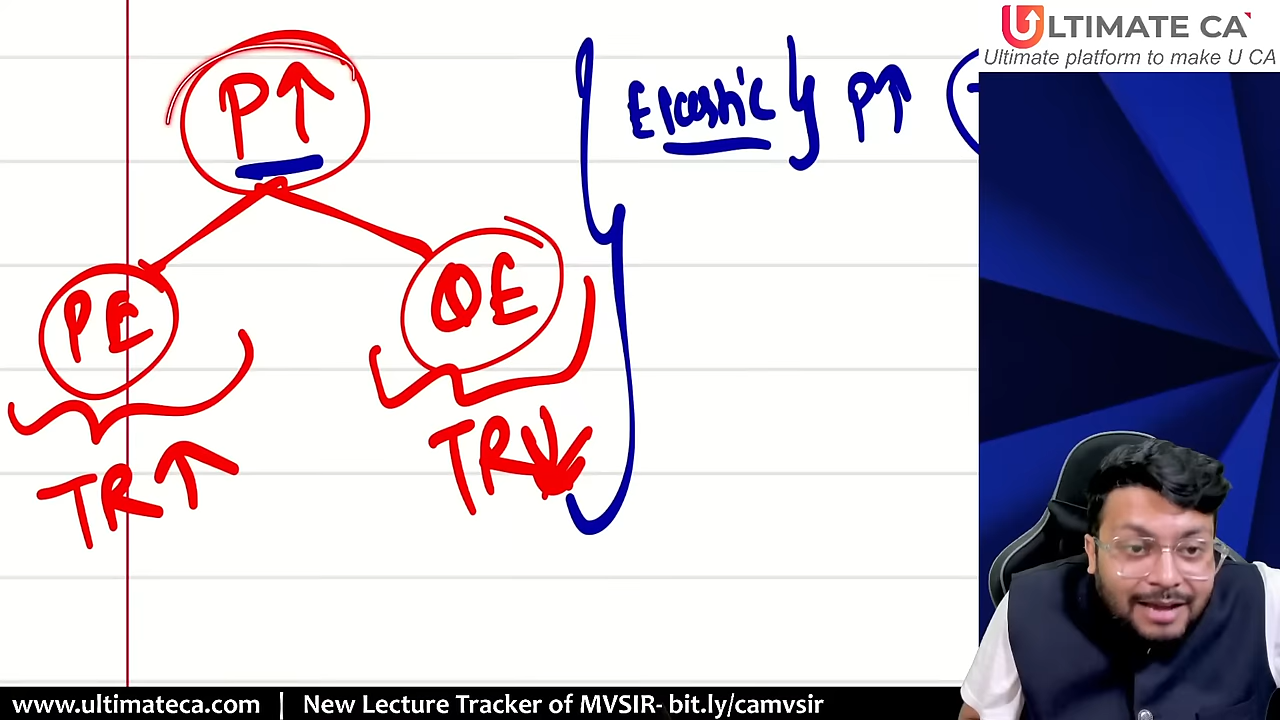 P↑
PE
QE
TR↑
TR↓
Elcastic
P↑
ULTIMATE CA
Ultimate platform to make U CA
www.ultimateca.com | New Lecture Tracker of MVSIR- bit.ly/camvsir